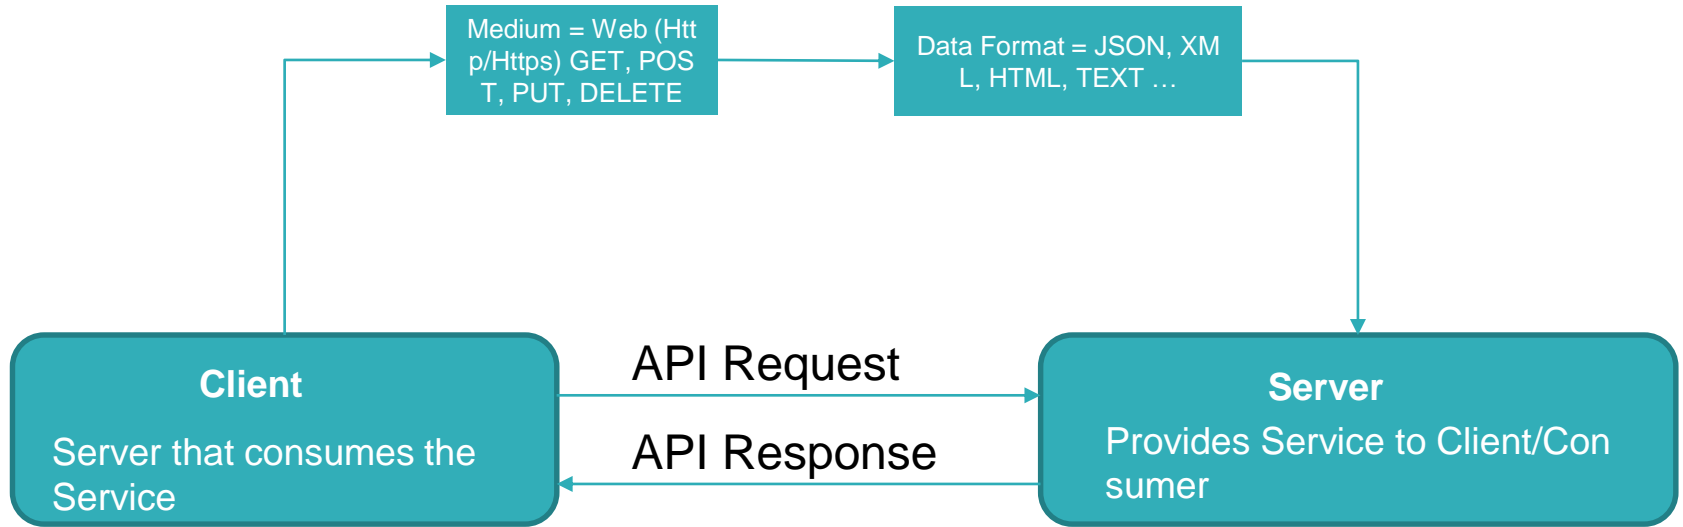 Medium = Web (Htt
p/Https) GET, POS
T, PUT, DELETE
Data Format = JSON, XM
L, HTML, TEXT …
Client
Server that consumes the
Service
API Request
API Response
Server
Provides Service to Client/Con
sumer